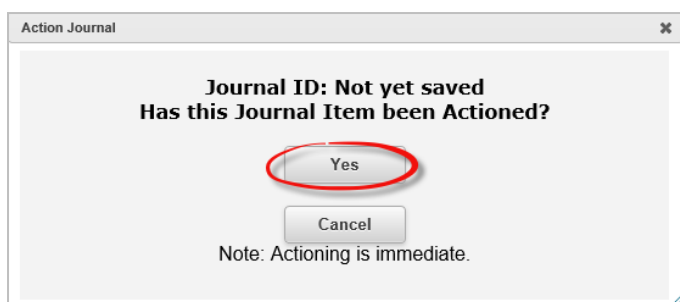 Action Journal
Journal ID: Not yet saved
Has this Journal Item been Actioned?
Yes
Cancel
Note: Actioning is immediate.